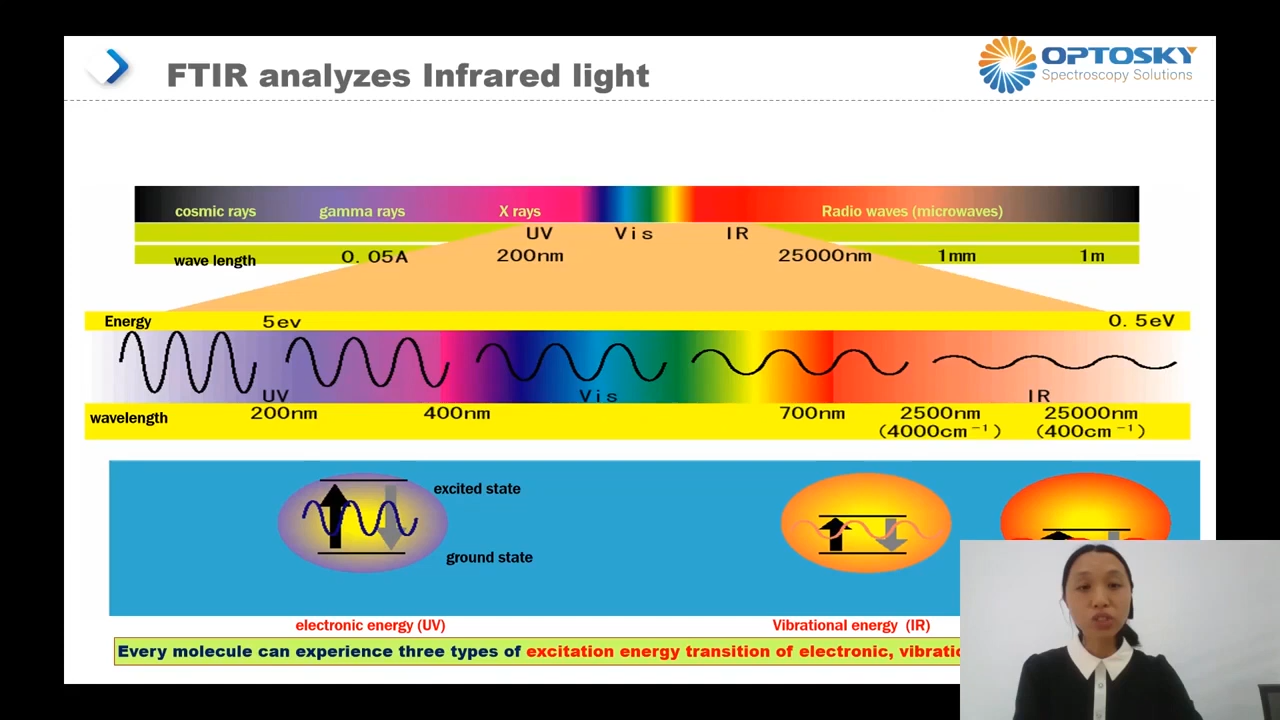 FTIR analyzes Infrared light
OPTOSKY
Spectroscopy Solutions
cosmic rays gamma rays X rays Radio waves (microwaves)
UV Vis IR
wave length 0.05A 200nm 25000nm 1mm 1m
Energy 5ev 0.5eV
UV Vis IR
wavelength 200nm 400nm 700nm 2500nm 25000nm
(4000cm⁻¹) (400cm⁻¹)
excited state
ground state
electronic energy (UV) Vibrational energy (IR)
Every molecule can experience three types of excitation energy transition of electronic,